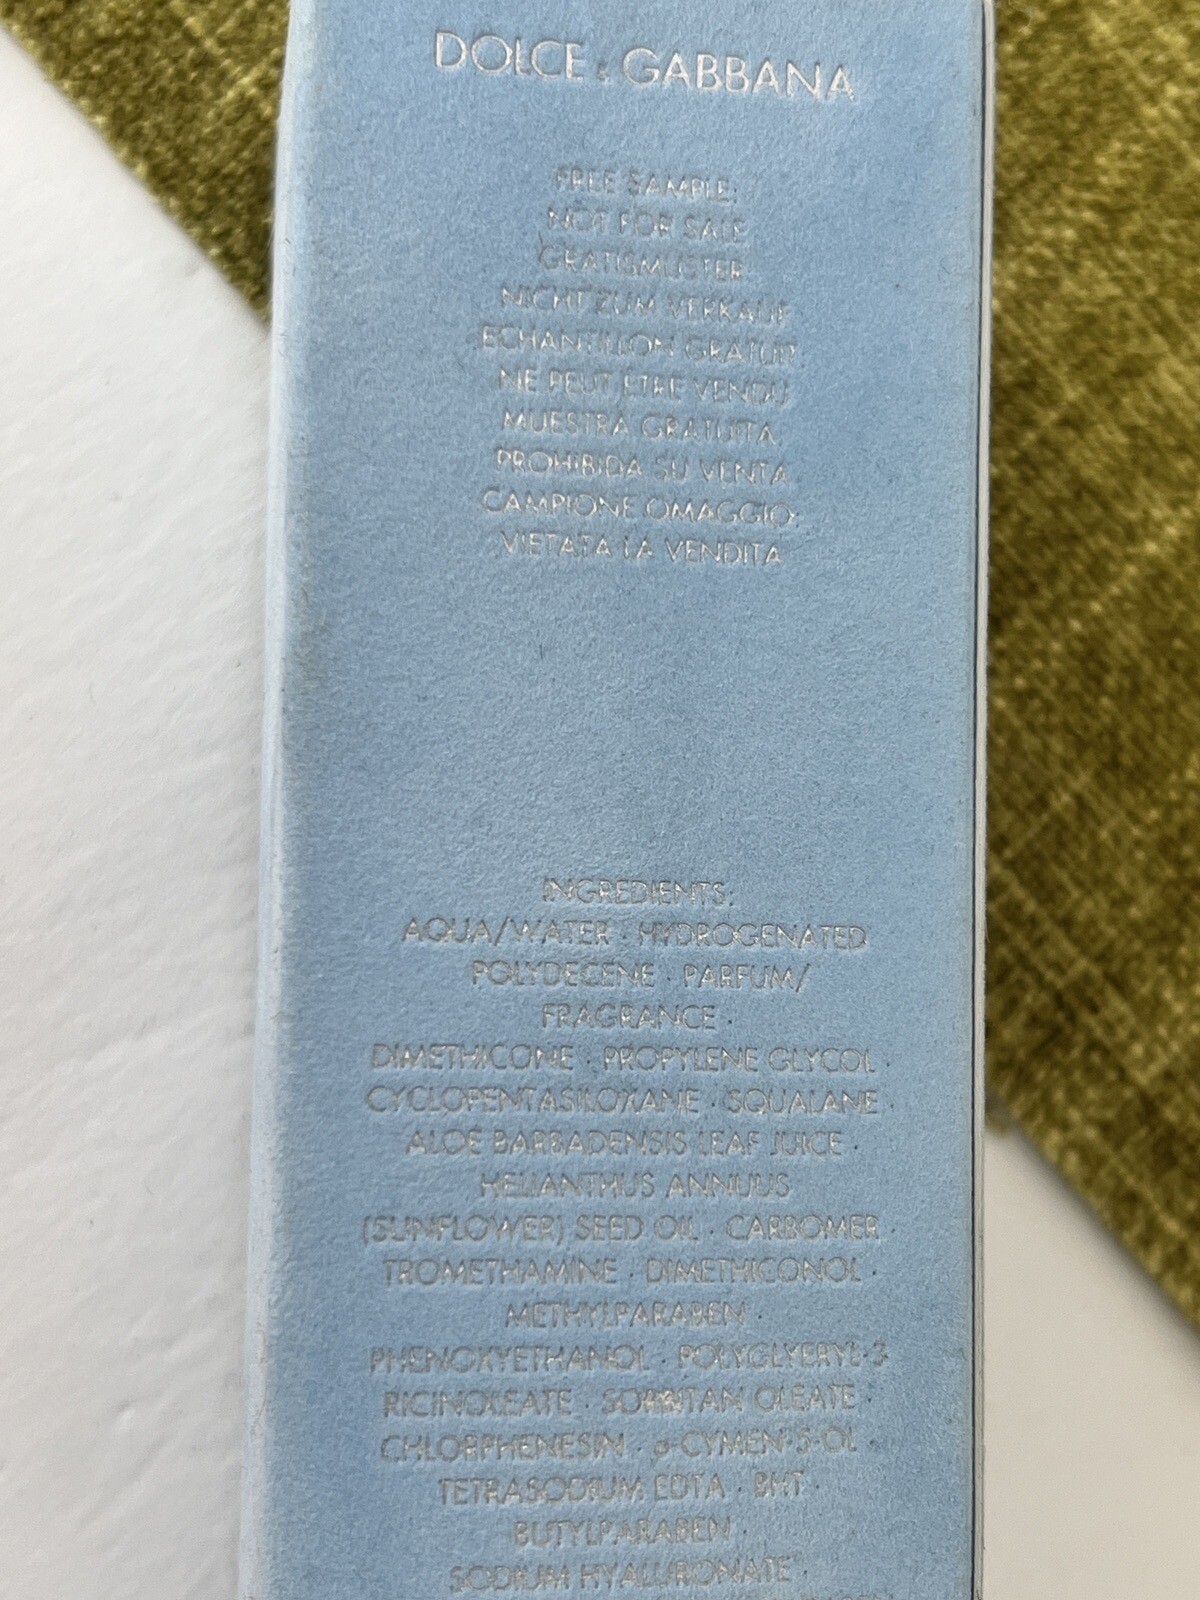 DOLCE & GABBANA
FREE SAMPLE:
NOT FOR SALE
GRATISMUSTER:
NICHT ZUM VERKAUF
ECHANTILLON GRATUIT:
NE PEUT ETRE VENDU
MUESTRA GRATUITA.
PROHIBIDA SU VENTA
CAMPIONE OMAGGIO:
VIETATA LA VENDITA
INGREDIENTS:
AQUA/WATER · HYDROGENATED
POLYDECENE · PARFUM/
FRAGRANCE ·
DIMETHICONE · PROPYLENE GLYCOL ·
CYCLOPENTASILOXANE · SQUALANE ·
ALOE BARBADENSIS LEAF JUICE ·
HELIANTHUS ANNUUS
(SUNFLOWER) SEED OIL · CARBOMER ·
TROMETHAMINE · DIMETHICONOL ·
METHYLPARABEN ·
PHENOXYETHANOL · POLYGLYERYL-3
RICINOLEATE · SORBITAN OLEATE ·
CHLORPHENESIN · o-CYMEN-5-OL ·
TETRASODIUM EDTA · BHT ·
BUTYLPARABEN ·
SODIUM HYALURONATE ·